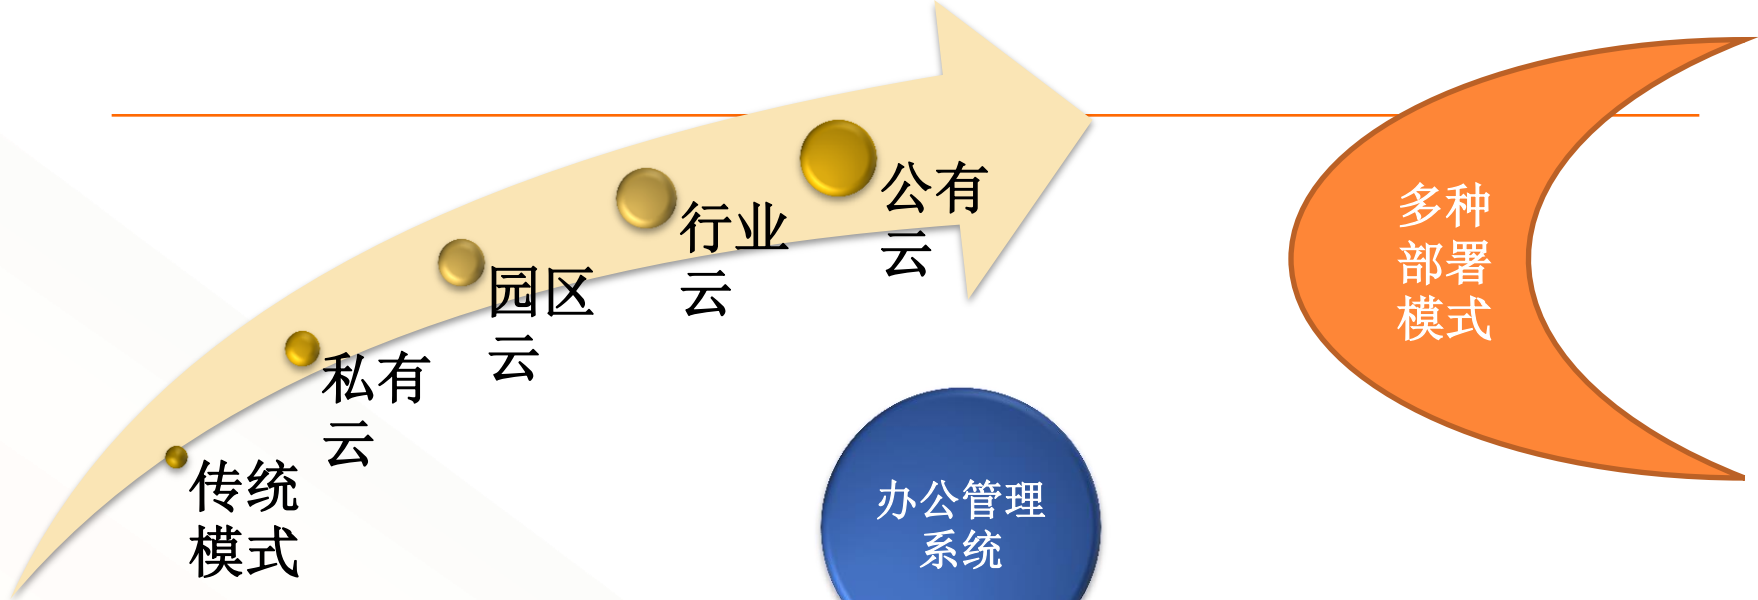 传统
模式
私有
云
园区
云
行业
云
公有
云
多种
部署
模式
办公管理
系统